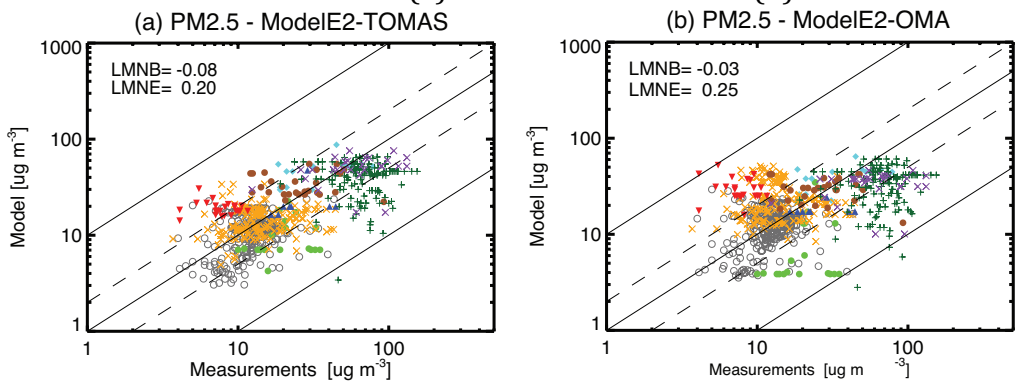 (a) PM2.5 - ModelE2-TOMAS
1000
100
10
1
LMNB= -0.08
LMNE= 0.20
Model [ug m-3]
1 10 100
Measurements [ug m-3]
(b) PM2.5 - ModelE2-OMA
1000
100
10
1
LMNB= -0.03
LMNE= 0.25
Model [ug m-3]
1 10 100
Measurements [ug m -3]